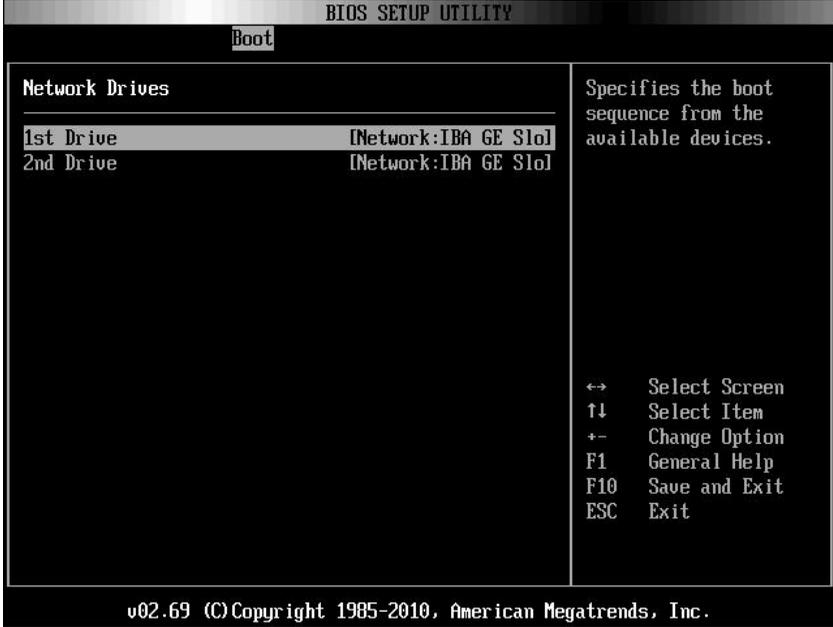 BIOS SETUP UTILITY
Boot
Network Drives
1st Drive [Network:IBA GE Slo]
2nd Drive [Network:IBA GE Slo]
Specifies the boot
sequence from the
available devices.
←→ Select Screen
↑↓ Select Item
+- Change Option
F1 General Help
F10 Save and Exit
ESC Exit
v02.69 (C)Copyright 1985-2010, American Megatrends, Inc.